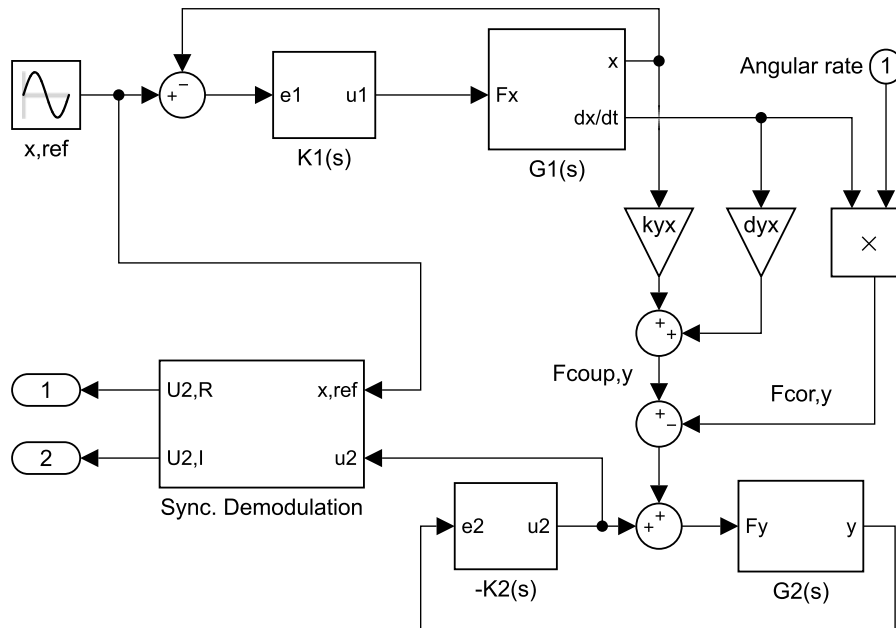 x,ref
+
−
e1
u1
K1(s)
Fx
x
dx/dt
G1(s)
Angular rate
1
kyx
dyx
×
+
+
Fcoup,y
Fcor,y
+
−
1
U2,R
x,ref
2
U2,I
u2
Sync. Demodulation
e2
u2
-K2(s)
+
+
Fy
y
G2(s)